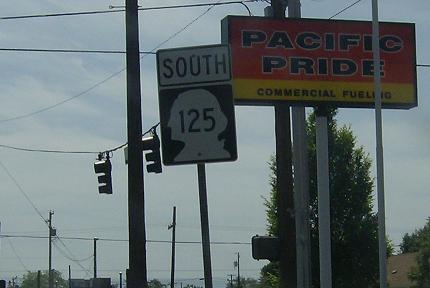 SOUTH
125
PACIFIC
PRIDE
COMMERCIAL FUELING